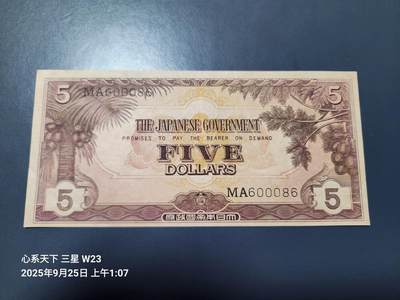 5
MA600086
5
THE JAPANESE GOVERNMENT
PROMISES TO PAY THE BEARER ON DEMAND
FIVE
DOLLARS
MA600086
5
5
心系天下 三星 W23
2025年9月25日 上午1:07